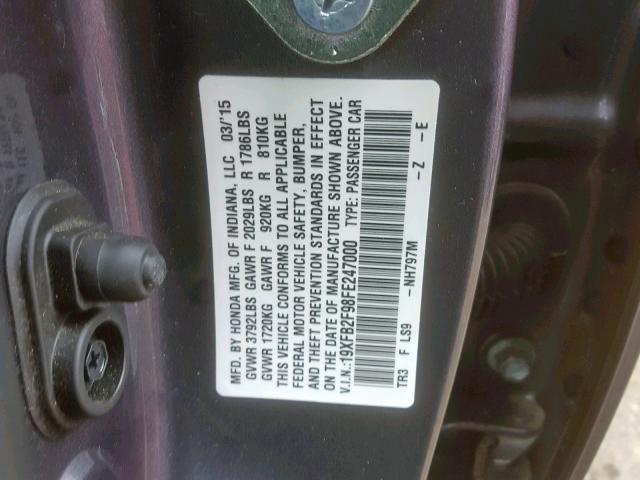 MFD. BY HONDA MFG. OF INDIANA, LLC 03/'15
GVWR 3792LBS GAWR F 2029LBS R 1786LBS
GVWR 1720KG GAWR F 920KG R 810KG
THIS VEHICLE CONFORMS TO ALL APPLICABLE
FEDERAL MOTOR VEHICLE SAFETY, BUMPER,
AND THEFT PREVENTION STANDARDS IN EFFECT
ON THE DATE OF MANUFACTURE SHOWN ABOVE.
V.I.N.:19XFB2F98FE247000 TYPE: PASSENGER CAR
TR3 F LS9 -NH797M -Z -E